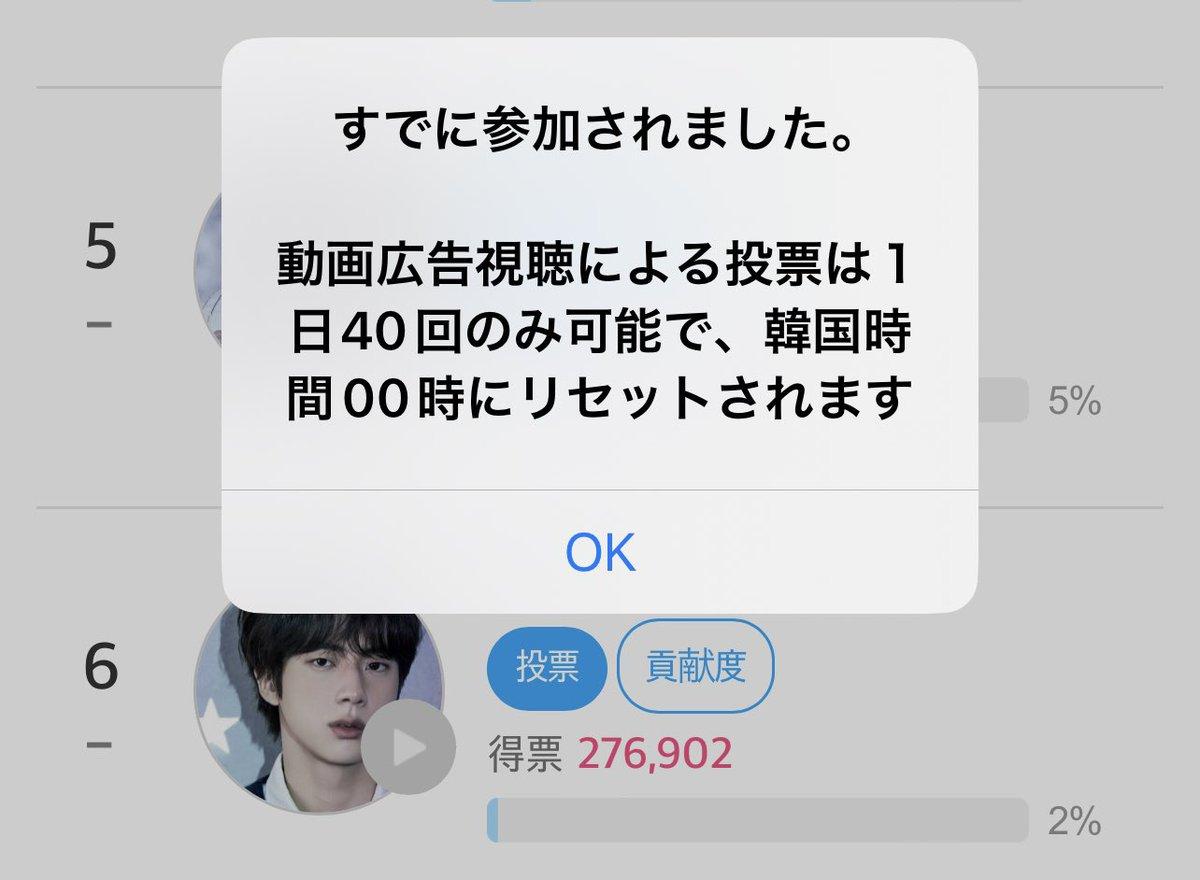 すでに参加されました。
動画広告視聴による投票は1
日40回のみ可能で、韓国時
間00時にリセットされます
OK
5
5%
6
投票 貢献度
得票 276,902
2%